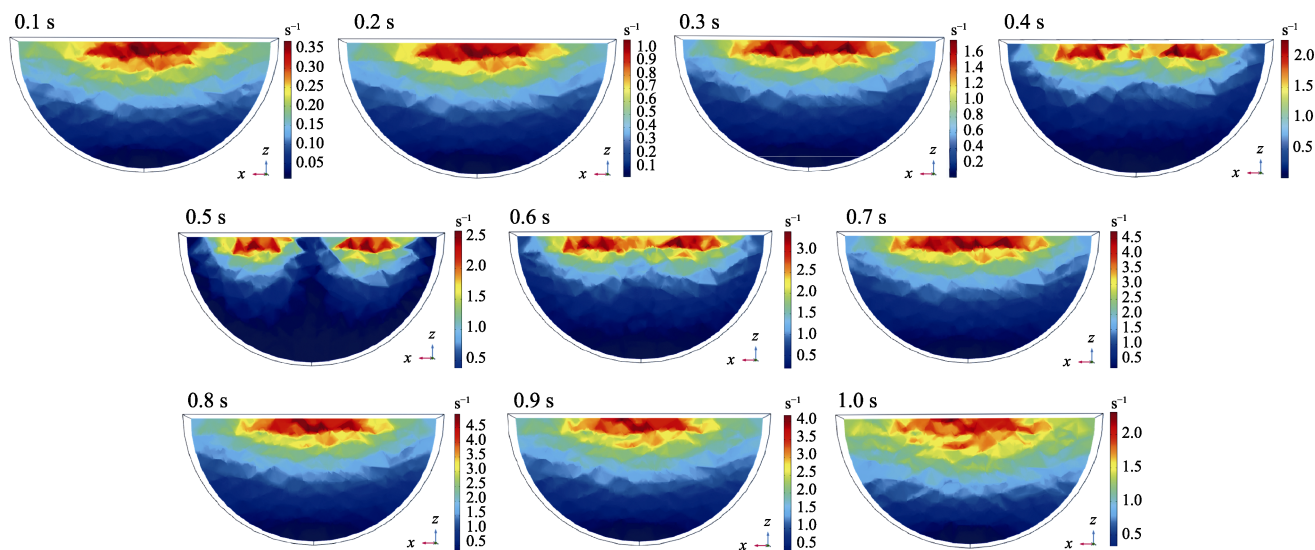 0.1 s
s⁻¹
0.35
0.30
0.25
0.20
0.15
0.10
0.05
z
x
0.2 s
s⁻¹
1.0
0.9
0.8
0.7
0.6
0.5
0.4
0.3
0.2
0.1
z
x
0.3 s
s⁻¹
1.6
1.4
1.2
1.0
0.8
0.6
0.4
0.2
z
x
0.4 s
s⁻¹
2.0
1.5
1.0
0.5
z
x
0.5 s
s⁻¹
2.5
2.0
1.5
1.0
0.5
z
x
0.6 s
s⁻¹
3.0
2.5
2.0
1.5
1.0
0.5
z
x
0.7 s
s⁻¹
4.5
4.0
3.5
3.0
2.5
2.0
1.5
1.0
0.5
z
x
0.8 s
s⁻¹
4.5
4.0
3.5
3.0
2.5
2.0
1.5
1.0
0.5
z
x
0.9 s
s⁻¹
4.0
3.5
3.0
2.5
2.0
1.5
1.0
0.5
z
x
1.0 s
s⁻¹
2.0
1.5
1.0
0.5
z
x